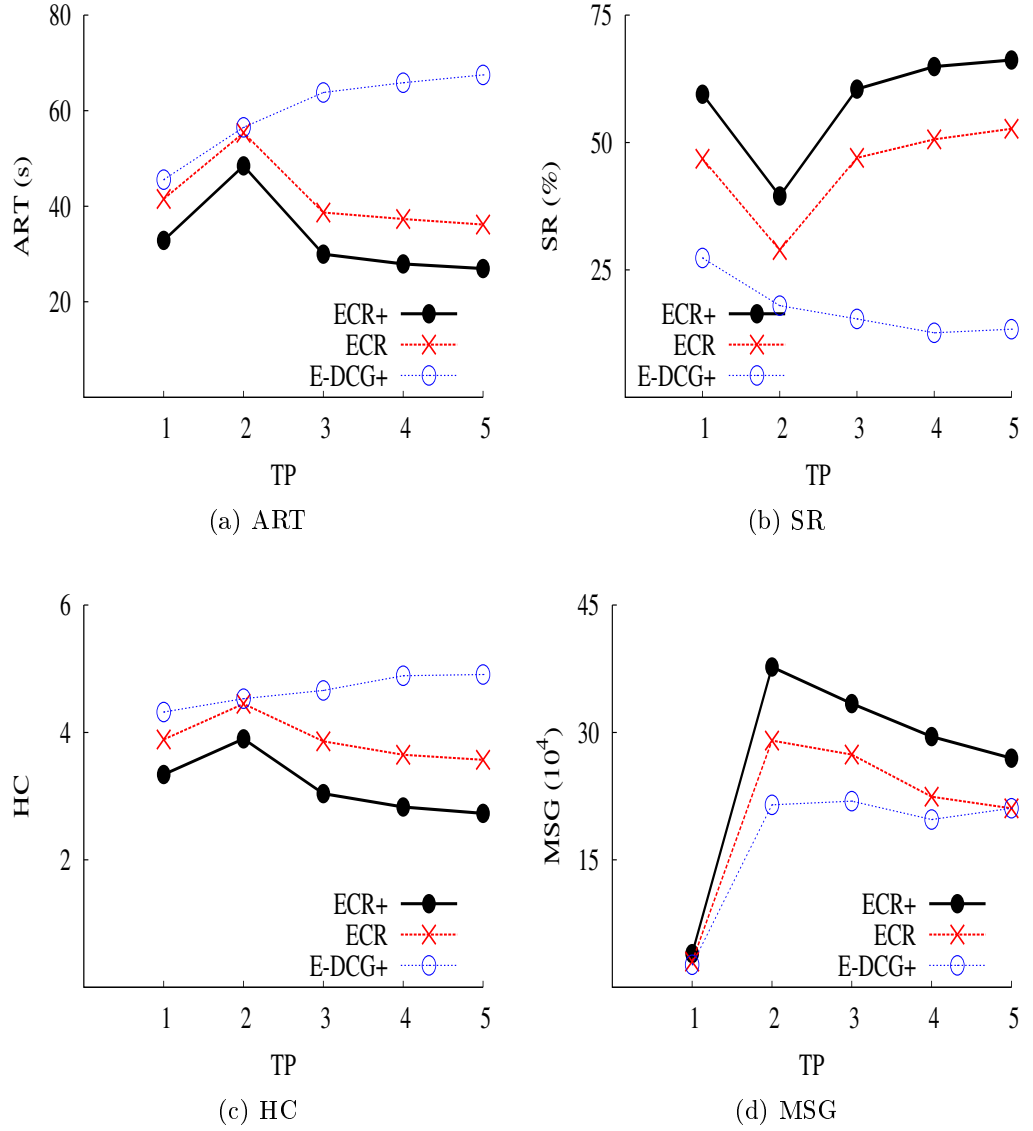 80
60
40
20
ART (s)
ECR+
ECR
E-DCG+
1 2 3 4 5
TP
(a) ART
75
50
25
SR (%)
ECR+
ECR
E-DCG+
1 2 3 4 5
TP
(b) SR
6
4
2
HC
ECR+
ECR
E-DCG+
1 2 3 4 5
TP
(c) HC
45
30
15
MSG (10^4)
ECR+
ECR
E-DCG+
1 2 3 4 5
TP
(d) MSG